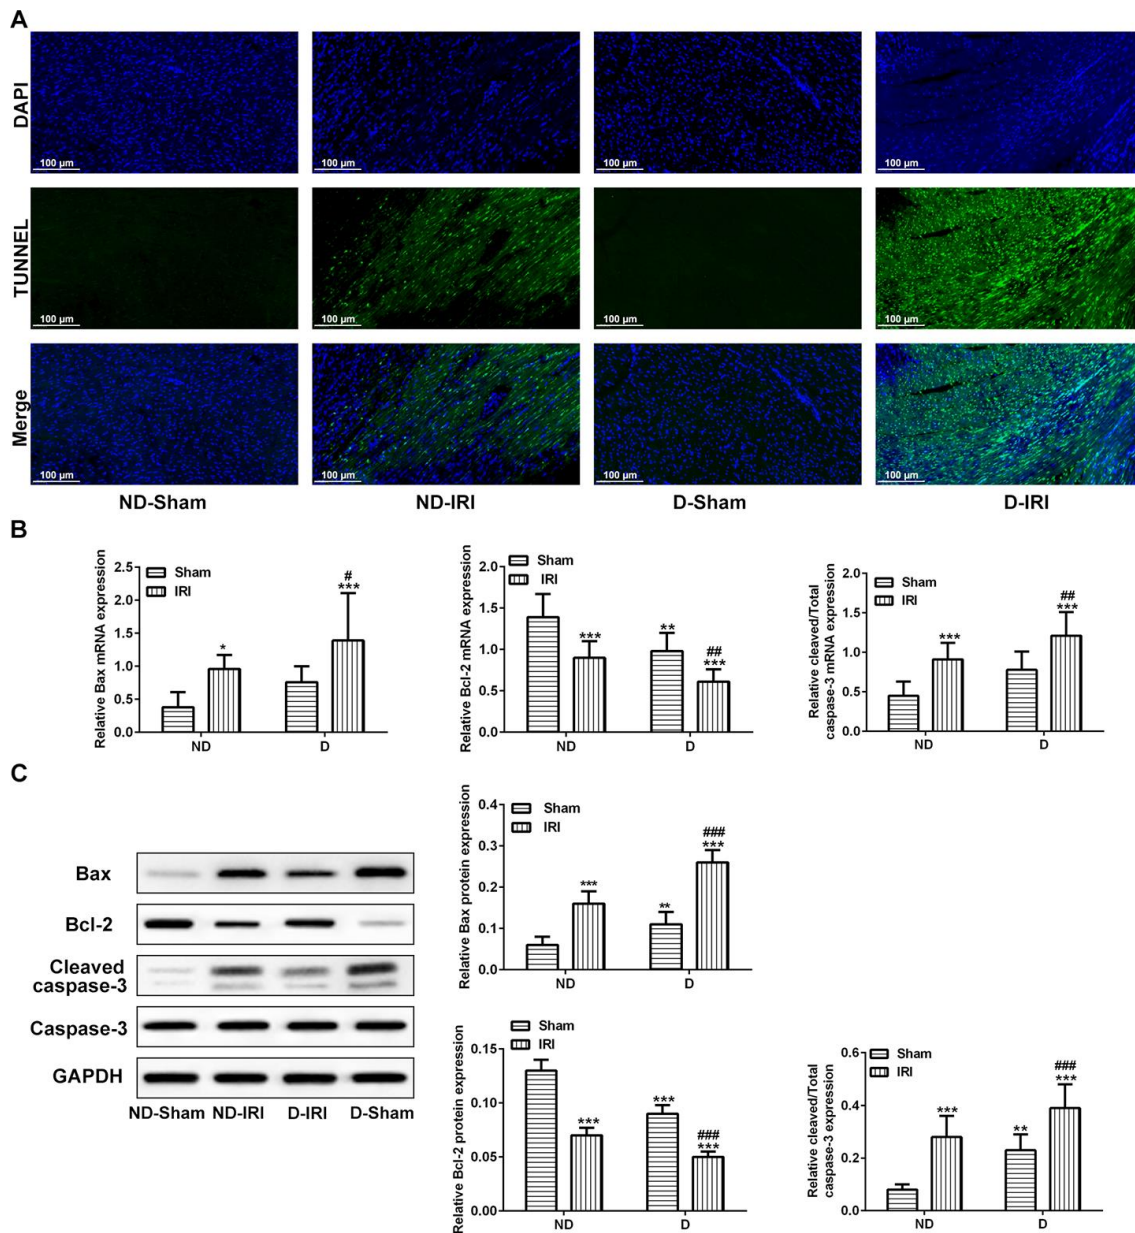 A
DAPI
100 µm
100 µm
100 µm
100 µm
TUNNEL
100 µm
100 µm
100 µm
100 µm
Merge
100 µm
100 µm
100 µm
100 µm
ND-Sham
ND-IRI
D-Sham
D-IRI
B
Relative Bax mRNA expression
2.5
2.0
1.5
1.0
0.5
0.0
Sham
IRI
*
#
***
ND
D
Relative Bcl-2 mRNA expression
2.0
1.5
1.0
0.5
0.0
Sham
IRI
***
**
##
***
ND
D
Relative cleaved/Total
caspase-3 mRNA expression
2.0
1.5
1.0
0.5
0.0
Sham
IRI
***
##
***
ND
D
C
Bax
Bcl-2
Cleaved
caspase-3
Caspase-3
GAPDH
ND-Sham
ND-IRI
D-IRI
D-Sham
Relative Bax protein expression
0.4
0.3
0.2
0.1
0.0
Sham
IRI
***
**
###
***
ND
D
Relative Bcl-2 protein expression
0.15
0.10
0.05
0.00
Sham
IRI
***
***
###
***
ND
D
Relative cleaved/Total
caspase-3 expression
0.6
0.4
0.2
0.0
Sham
IRI
***
**
###
***
ND
D